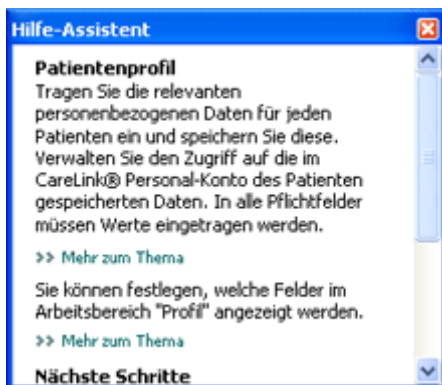 Hilfe-Assistent
Patientenprofil
Tragen Sie die relevanten
personenbezogenen Daten für jeden
Patienten ein und speichern Sie diese.
Verwalten Sie den Zugriff auf die im
CareLink® Personal-Konto des Patienten
gespeicherten Daten. In alle Pflichtfelder
müssen Werte eingetragen werden.
>> Mehr zum Thema
Sie können festlegen, welche Felder im
Arbeitsbereich "Profil" angezeigt werden.
>> Mehr zum Thema
Nächste Schritte